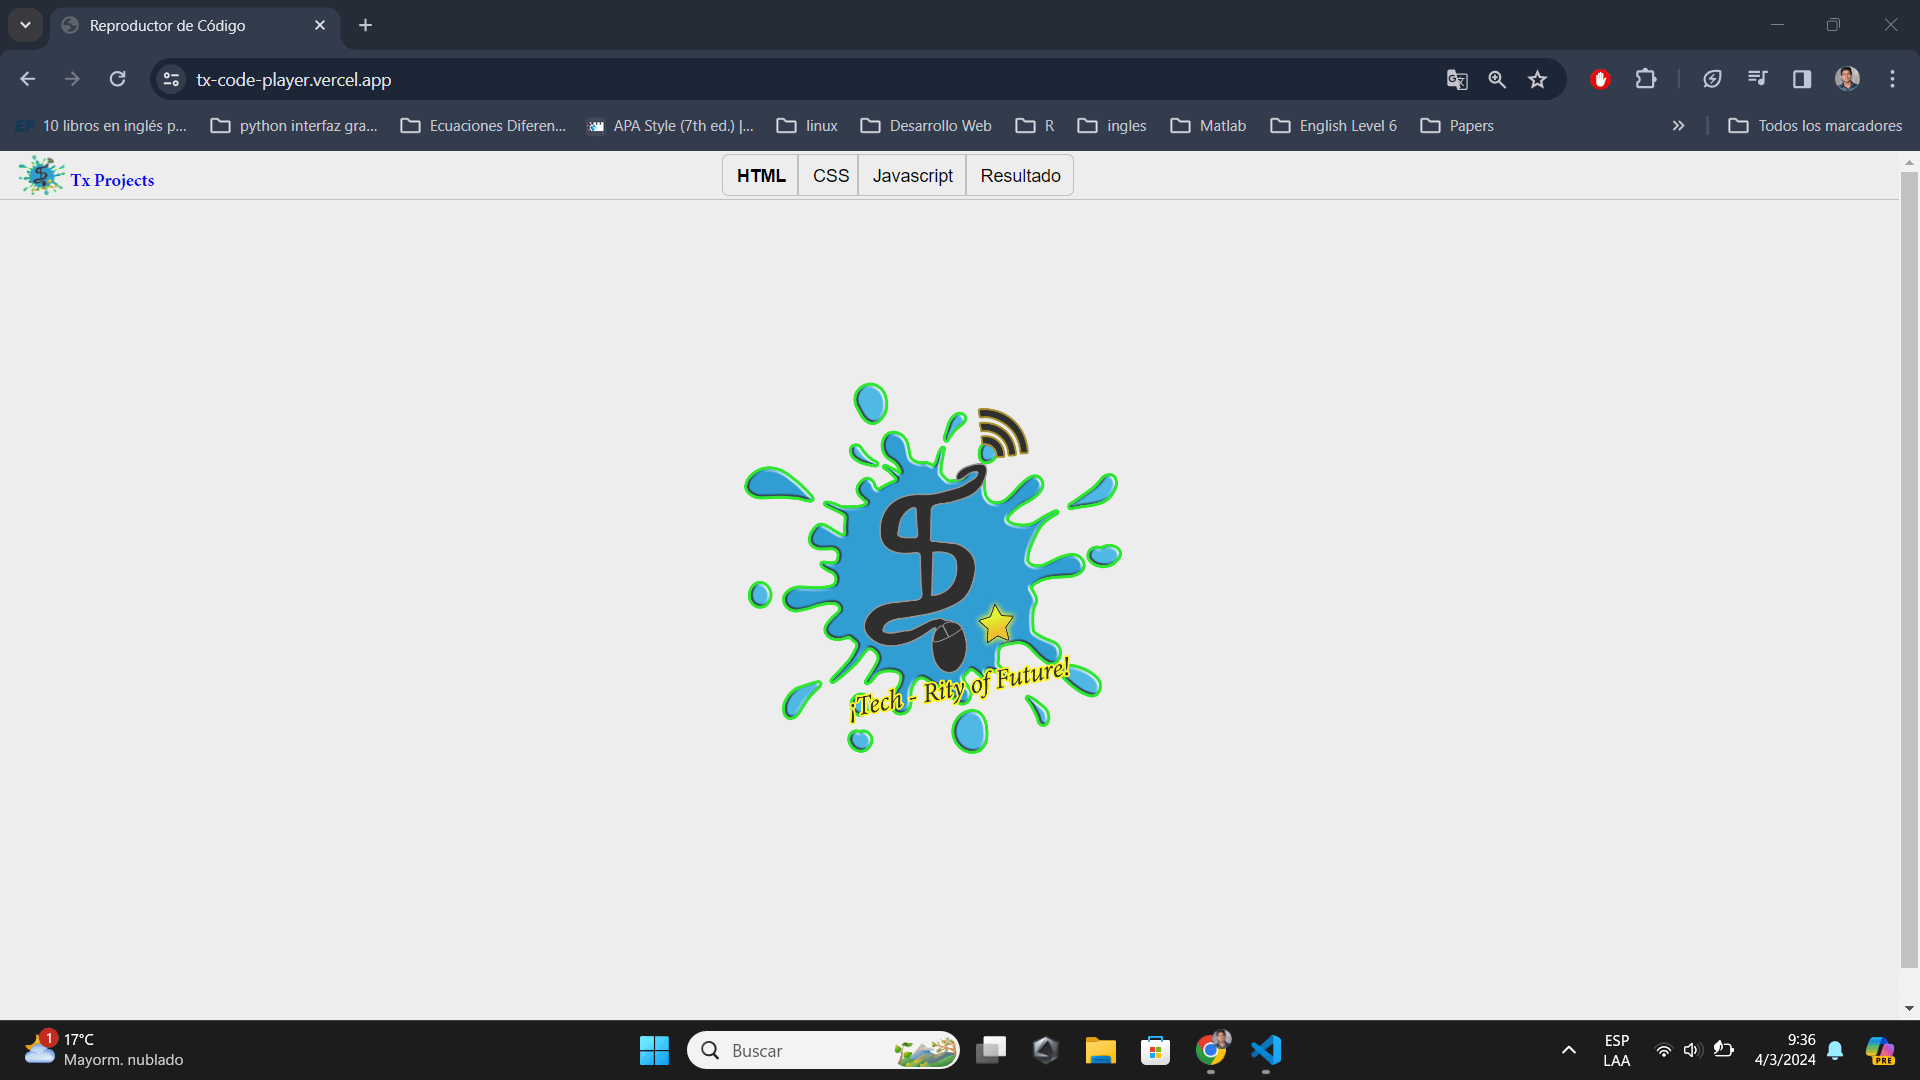 Reproductor de Código
tx-code-player.vercel.app
EF 10 libros en inglés p...
python interfaz gra...
Ecuaciones Diferen...
APA Style (7th ed.) |...
linux
Desarrollo Web
R
ingles
Matlab
English Level 6
Papers
Todos los marcadores
Tx Projects
HTML
CSS
Javascript
Resultado
¡Tech - Rity of Future!
1
17°C
Mayorm. nublado
Buscar
ESP
LAA
9:36
4/3/2024
PRE